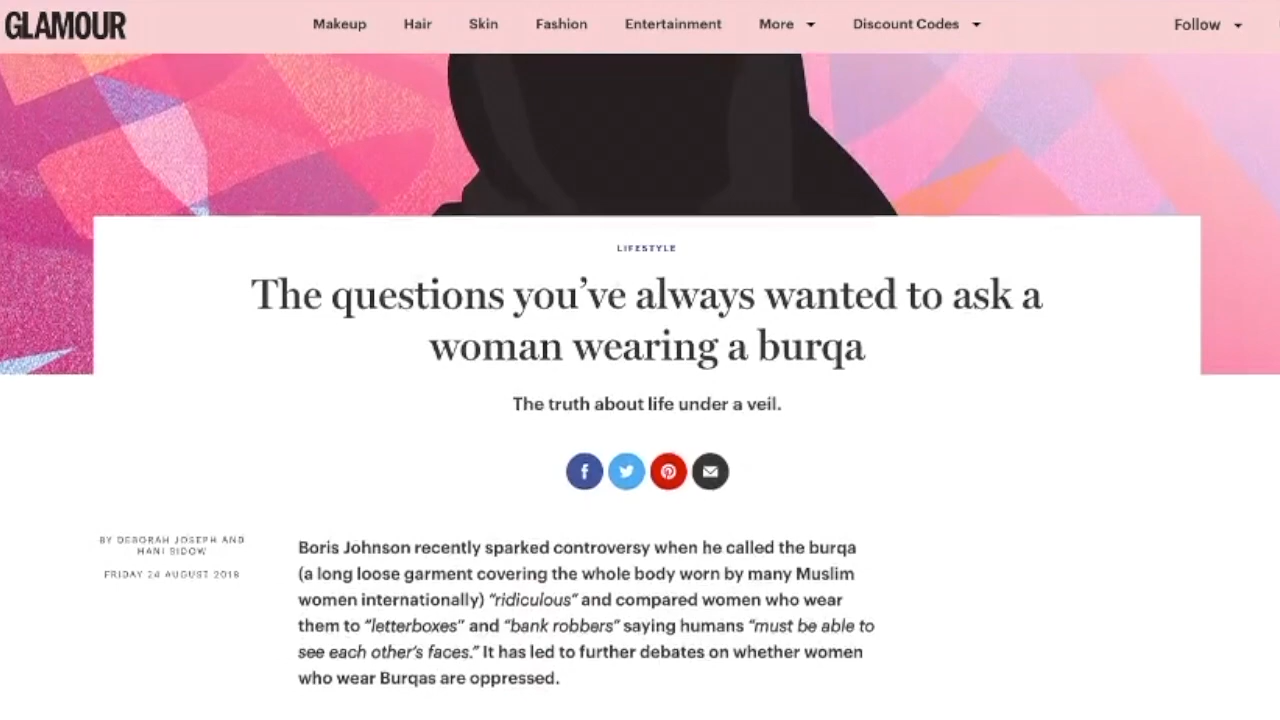 GLAMOUR
Makeup Hair Skin Fashion Entertainment More Discount Codes Follow
LIFESTYLE
The questions you've always wanted to ask a
woman wearing a burqa
The truth about life under a veil.
BY DEBORAH JOSEPH AND
HANI SIDOW
FRIDAY 24 AUGUST 2018
Boris Johnson recently sparked controversy when he called the burqa
(a long loose garment covering the whole body worn by many Muslim
women internationally) "ridiculous" and compared women who wear
them to "letterboxes" and "bank robbers" saying humans "must be able to
see each other's faces." It has led to further debates on whether women
who wear Burqas are oppressed.